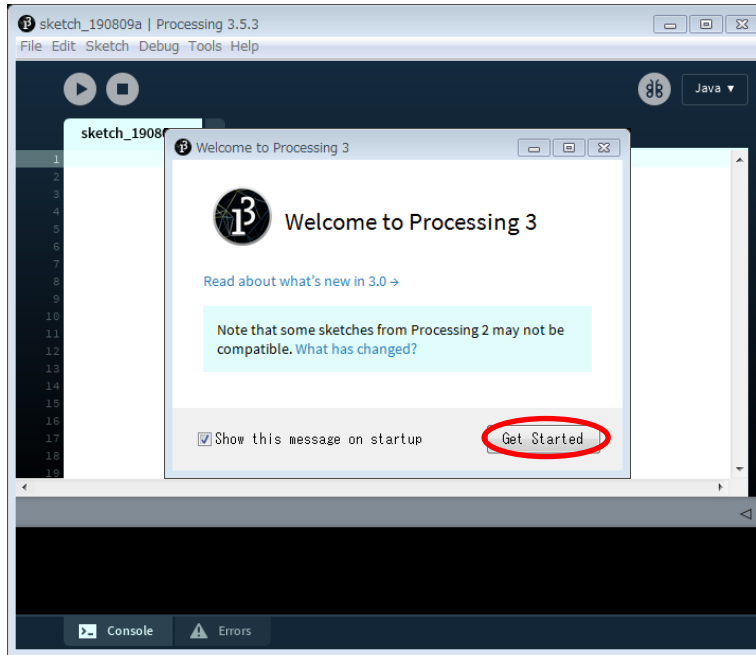 sketch_190809a | Processing 3.5.3
File Edit Sketch Debug Tools Help
Java ▼
sketch_1908
Welcome to Processing 3
Welcome to Processing 3
Read about what's new in 3.0 →
Note that some sketches from Processing 2 may not be
compatible. What has changed?
Show this message on startup
Get Started
1
2
3
4
5
6
7
8
9
10
11
12
13
14
15
16
17
18
19
Console
Errors